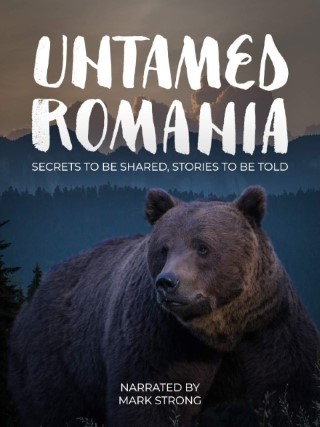 UNTAMED
ROMANIA
SECRETS TO BE SHARED, STORIES TO BE TOLD
NARRATED BY
MARK STRONG